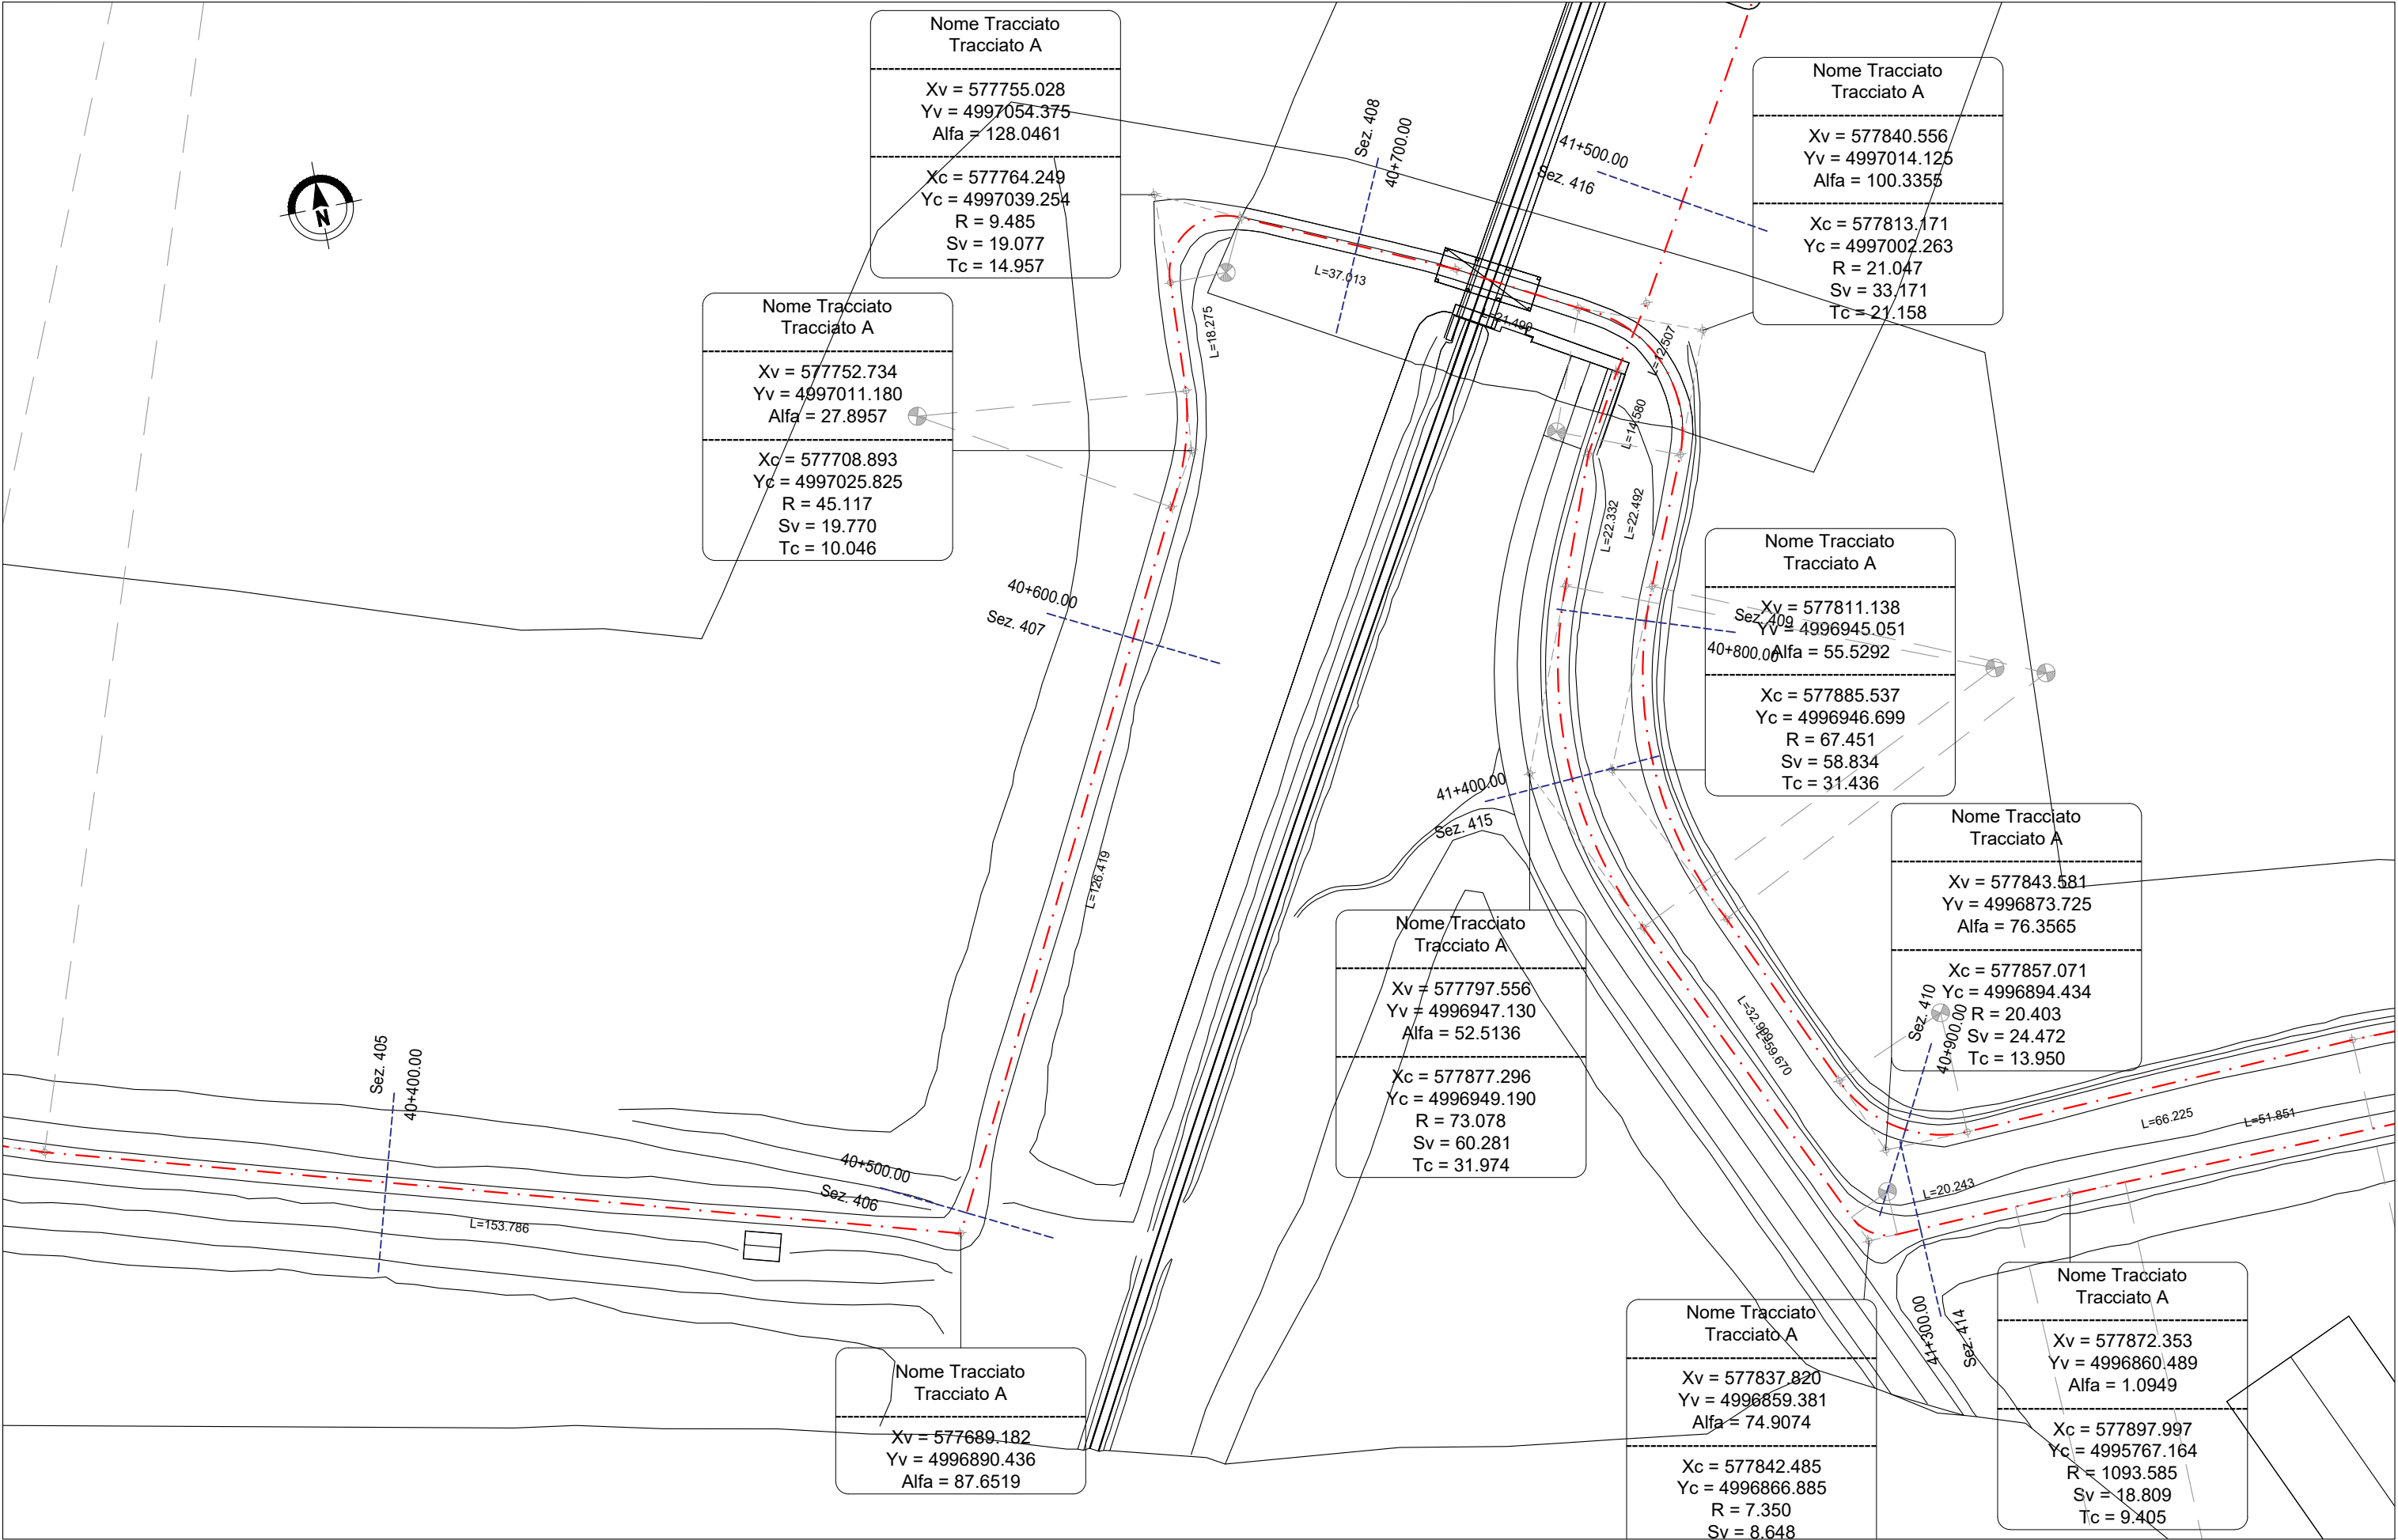 Nome Tracciato
Tracciato A
Xv = 577755.028
Yv = 4997054.375
Alfa = 128.0461
Xc = 577764.249
Yc = 4997039.254
R = 9.485
Sv = 19.077
Tc = 14.957
Nome Tracciato
Tracciato A
Xv = 577840.556
Yv = 4997014.125
Alfa = 100.3355
Xc = 577813.171
Yc = 4997002.263
R = 21.047
Sv = 33.171
Tc = 21.158
Sez. 408
40+700.00
41+500.00
Sez. 416
N
L=37.013
21.490
L=12.507
L=18.275
Nome Tracciato
Tracciato A
Xv = 577752.734
Yv = 4997011.180
Alfa = 27.8957
Xc = 577708.893
Yc = 4997025.825
R = 45.117
Sv = 19.770
Tc = 10.046
L=14.580
L=22.332
L=22.492
40+600.00
Sez. 407
Nome Tracciato
Tracciato A
Xv = 577811.138
Yv = 4996945.051
Alfa = 55.5292
Xc = 577885.537
Yc = 4996946.699
R = 67.451
Sv = 58.834
Tc = 31.436
Sez. 409
40+800.00
41+400.00
Sez. 415
L=126.419
Nome Tracciato
Tracciato A
Xv = 577843.581
Yv = 4996873.725
Alfa = 76.3565
Xc = 577857.071
Yc = 4996894.434
R = 20.403
Sv = 24.472
Tc = 13.950
Nome Tracciato
Tracciato A
Xv = 577797.556
Yv = 4996947.130
Alfa = 52.5136
Xc = 577877.296
Yc = 4996949.190
R = 73.078
Sv = 60.281
Tc = 31.974
L=32.999
L=59.670
Sez. 410
40+900.00
Sez. 405
40+400.00
L=66.225
L=51.851
L=20.243
40+500.00
Sez. 406
L=153.786
41+300.00
Sez. 414
Nome Tracciato
Tracciato A
Xv = 577689.182
Yv = 4996890.436
Alfa = 87.6519
Nome Tracciato
Tracciato A
Xv = 577837.820
Yv = 4996859.381
Alfa = 74.9074
Xc = 577842.485
Yc = 4996866.885
R = 7.350
Sv = 8.648
Nome Tracciato
Tracciato A
Xv = 577872.353
Yv = 4996860.489
Alfa = 1.0949
Xc = 577897.997
Yc = 4995767.164
R = 1093.585
Sv = 18.809
Tc = 9.405